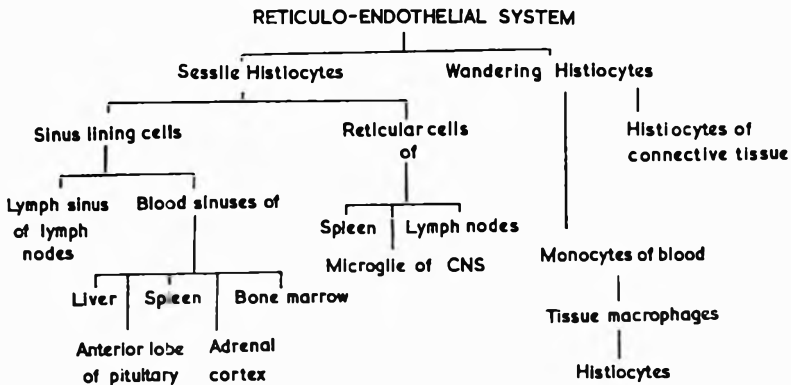 RETICULO-ENDOTHELIAL SYSTEM
Sessile Histiocytes
Wandering Histiocytes
Sinus lining cells
Reticular cells
of
Histiocytes of
connective tissue
Lymph sinus
of lymph
nodes
Blood sinuses of
Spleen
Lymph nodes
Microglie of CNS
Monocytes of blood
Liver
Spleen
Bone marrow
Tissue macrophages
Anterior lobe
of pitultary
Adrenal
cortex
Histiocytes